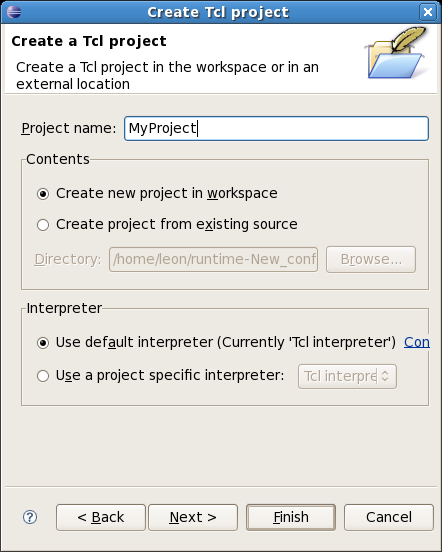 Create Tcl project
Create a Tcl project
Create a Tcl project in the workspace or in an
external location
Project name: MyProject
Contents
Create new project in workspace
Create project from existing source
Directory: /home/leon/runtime-New_conf Browse...
Interpreter
Use default interpreter (Currently 'Tcl interpreter') Con
Use a project specific interpreter: Tcl interpre
? < Back Next > Finish Cancel